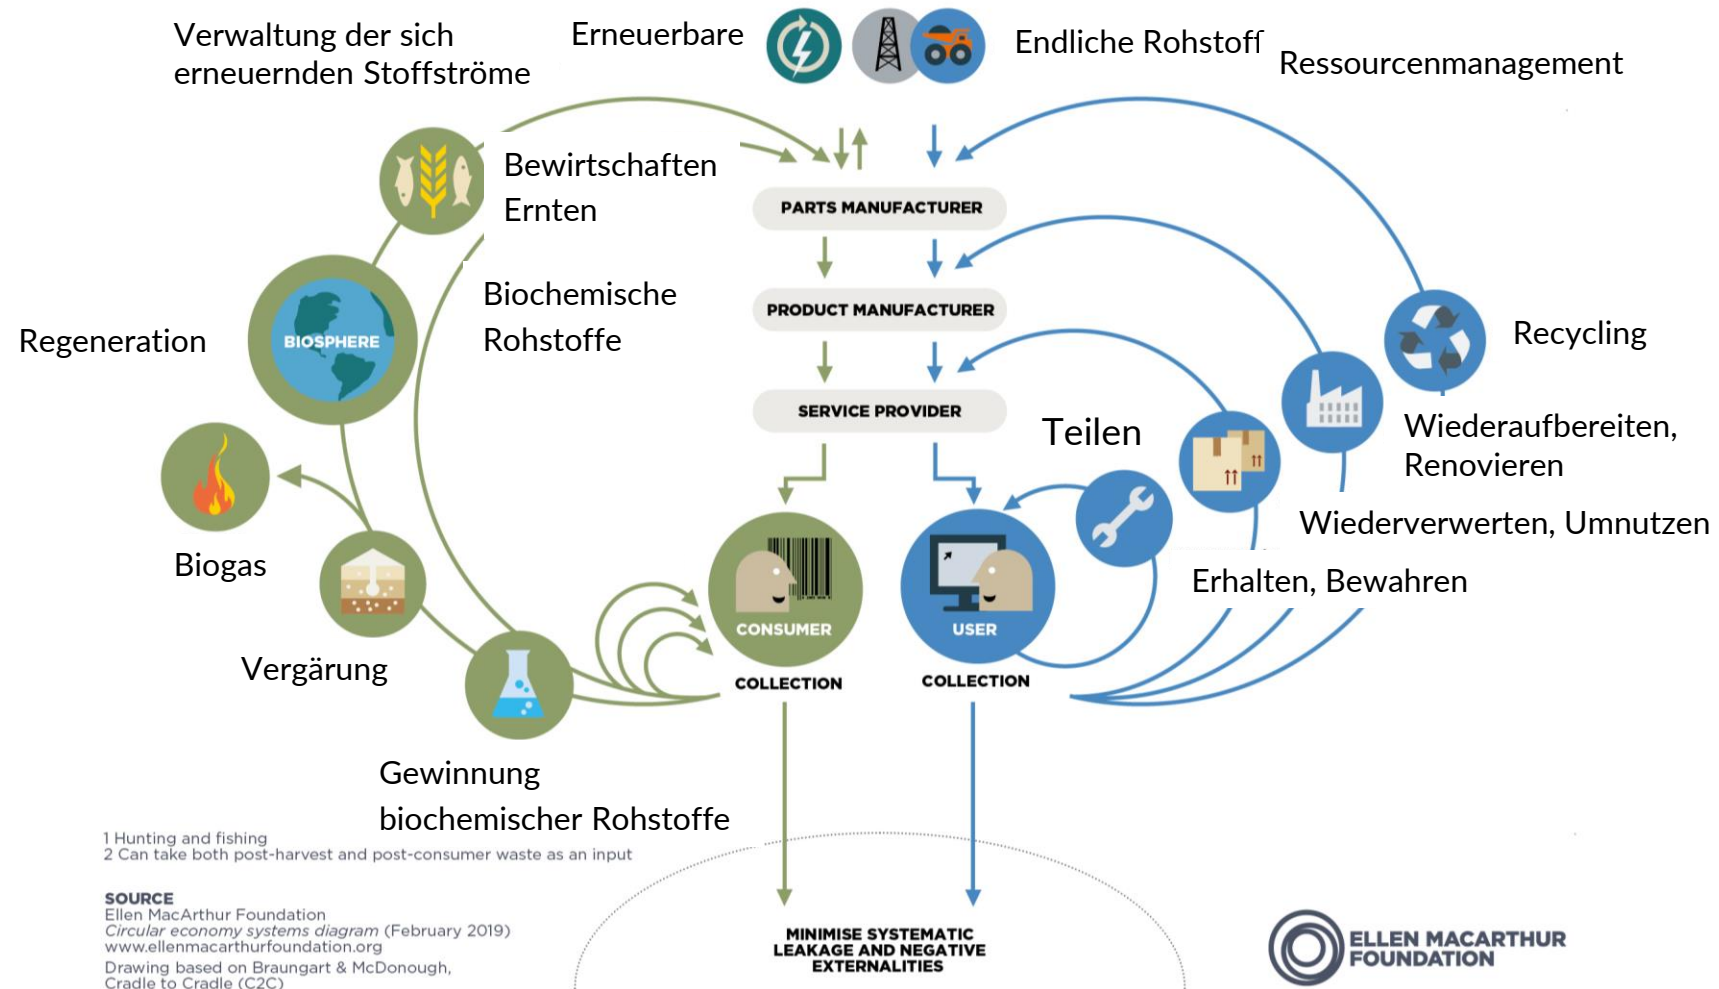 Verwaltung der sich
erneuernden Stoffströme
Erneuerbare
Endliche Rohstoff
Ressourcenmanagement
Bewirtschaften
Ernten
PARTS MANUFACTURER
Biochemische
Rohstoffe
PRODUCT MANUFACTURER
Regeneration
BIOSPHERE
Recycling
SERVICE PROVIDER
Teilen
Wiederaufbereiten,
Renovieren
Wiederverwerten, Umnutzen
Biogas
Erhalten, Bewahren
CONSUMER
USER
Vergärung
COLLECTION
COLLECTION
Gewinnung
biochemischer Rohstoffe
1 Hunting and fishing
2 Can take both post-harvest and post-consumer waste as an input
SOURCE
Ellen MacArthur Foundation
Circular economy systems diagram (February 2019)
www.ellenmacarthurfoundation.org
Drawing based on Braungart & McDonough,
Cradle to Cradle (C2C)
MINIMISE SYSTEMATIC
LEAKAGE AND NEGATIVE
EXTERNALITIES
ELLEN MACARTHUR
FOUNDATION